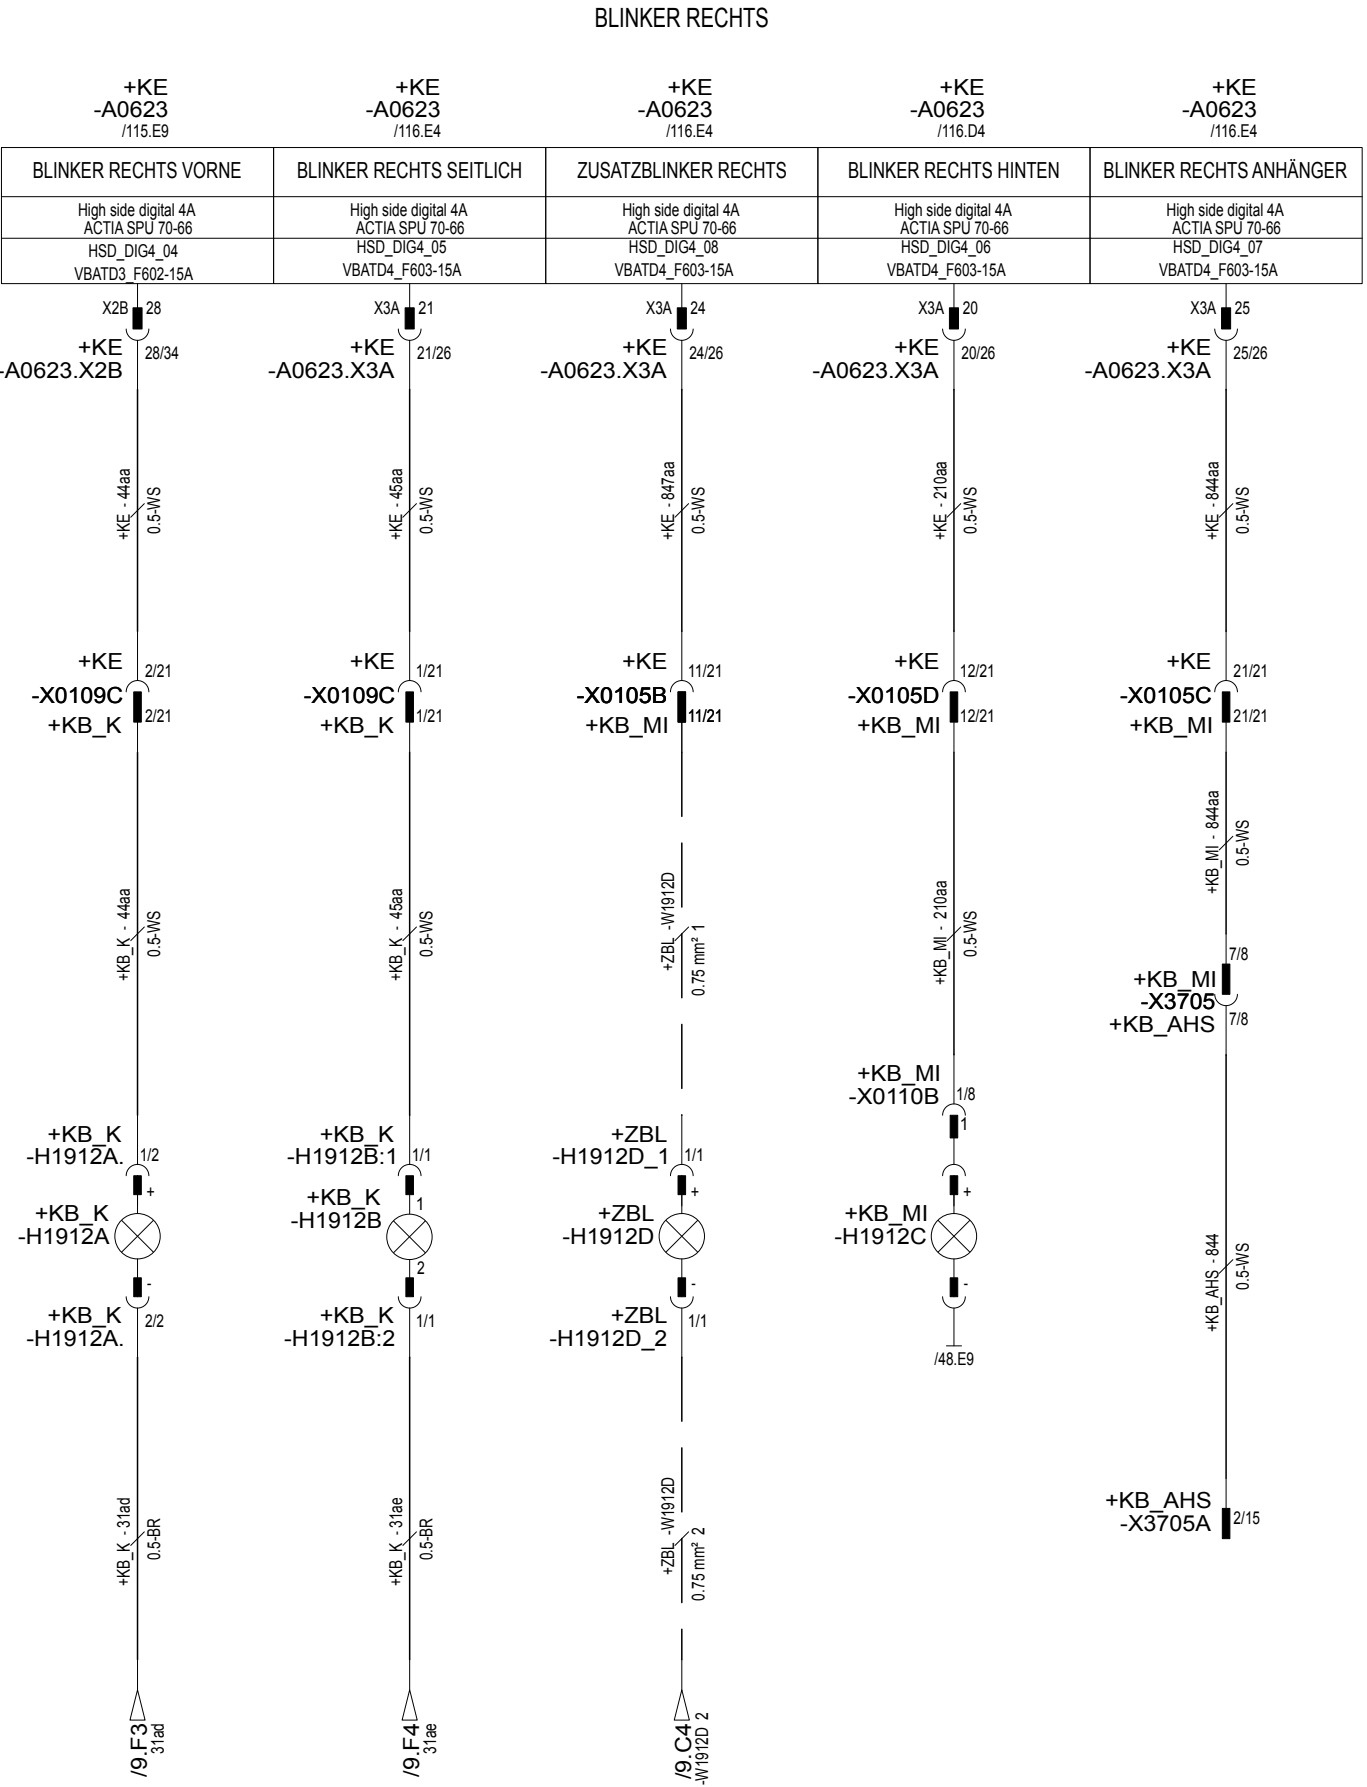 BLINKER RECHTS
+KE
-A0623
/115.E9
+KE
-A0623
/116.E4
+KE
-A0623
/116.E4
+KE
-A0623
/116.D4
+KE
-A0623
/116.E4
BLINKER RECHTS VORNE
BLINKER RECHTS SEITLICH
ZUSATZBLINKER RECHTS
BLINKER RECHTS HINTEN
BLINKER RECHTS ANHÄNGER
High side digital 4A
ACTIA SPU 70-66
HSD_DIG4_04
VBATD3_F602-15A
High side digital 4A
ACTIA SPU 70-66
HSD_DIG4_05
VBATD4_F603-15A
High side digital 4A
ACTIA SPU 70-66
HSD_DIG4_08
VBATD4_F603-15A
High side digital 4A
ACTIA SPU 70-66
HSD_DIG4_06
VBATD4_F603-15A
High side digital 4A
ACTIA SPU 70-66
HSD_DIG4_07
VBATD4_F603-15A
X2B 28
+KE 28/34
-A0623.X2B
X3A 21
+KE 21/26
-A0623.X3A
X3A 24
+KE 24/26
-A0623.X3A
X3A 20
+KE 20/26
-A0623.X3A
X3A 25
+KE 25/26
-A0623.X3A
+KE - 44aa
0.5-WS
+KE - 45aa
0.5-WS
+KE - 847aa
0.5-WS
+KE - 210aa
0.5-WS
+KE - 844aa
0.5-WS
+KE 2/21
-X0109C
+KB_K 2/21
+KE 1/21
-X0109C
+KB_K 1/21
+KE 11/21
-X0105B
+KB_MI 11/21
+KE 12/21
-X0105D
+KB_MI 12/21
+KE 21/21
-X0105C
+KB_MI 21/21
+KB_K - 44aa
0.5-WS
+KB_K - 45aa
0.5-WS
+ZBL -W1912D
0.75 mm² 1
+KB_MI - 210aa
0.5-WS
+KB_MI - 844aa
0.5-WS
7/8
+KB_MI
-X3705
+KB_AHS 7/8
+KB_MI
-X0110B 1/8
1
+KB_K
-H1912A. 1/2
+
+KB_K
-H1912A
-
+KB_K
-H1912A. 2/2
+KB_K
-H1912B:1 1/1
+KB_K 1
-H1912B
2
+KB_K
-H1912B:2 1/1
+ZBL
-H1912D_1 1/1
+
+ZBL
-H1912D
-
+ZBL
-H1912D_2 1/1
+
+KB_MI
-H1912C
-
/48.E9
+KB_AHS - 844
0.5-WS
+KB_AHS
-X3705A 2/15
+KB_K - 31ad
0.5-BR
+KB_K - 31ae
0.5-BR
+ZBL -W1912D
0.75 mm² 2
/9.F3
31ad
/9.F4
31ae
/9.C4
-W1912D 2